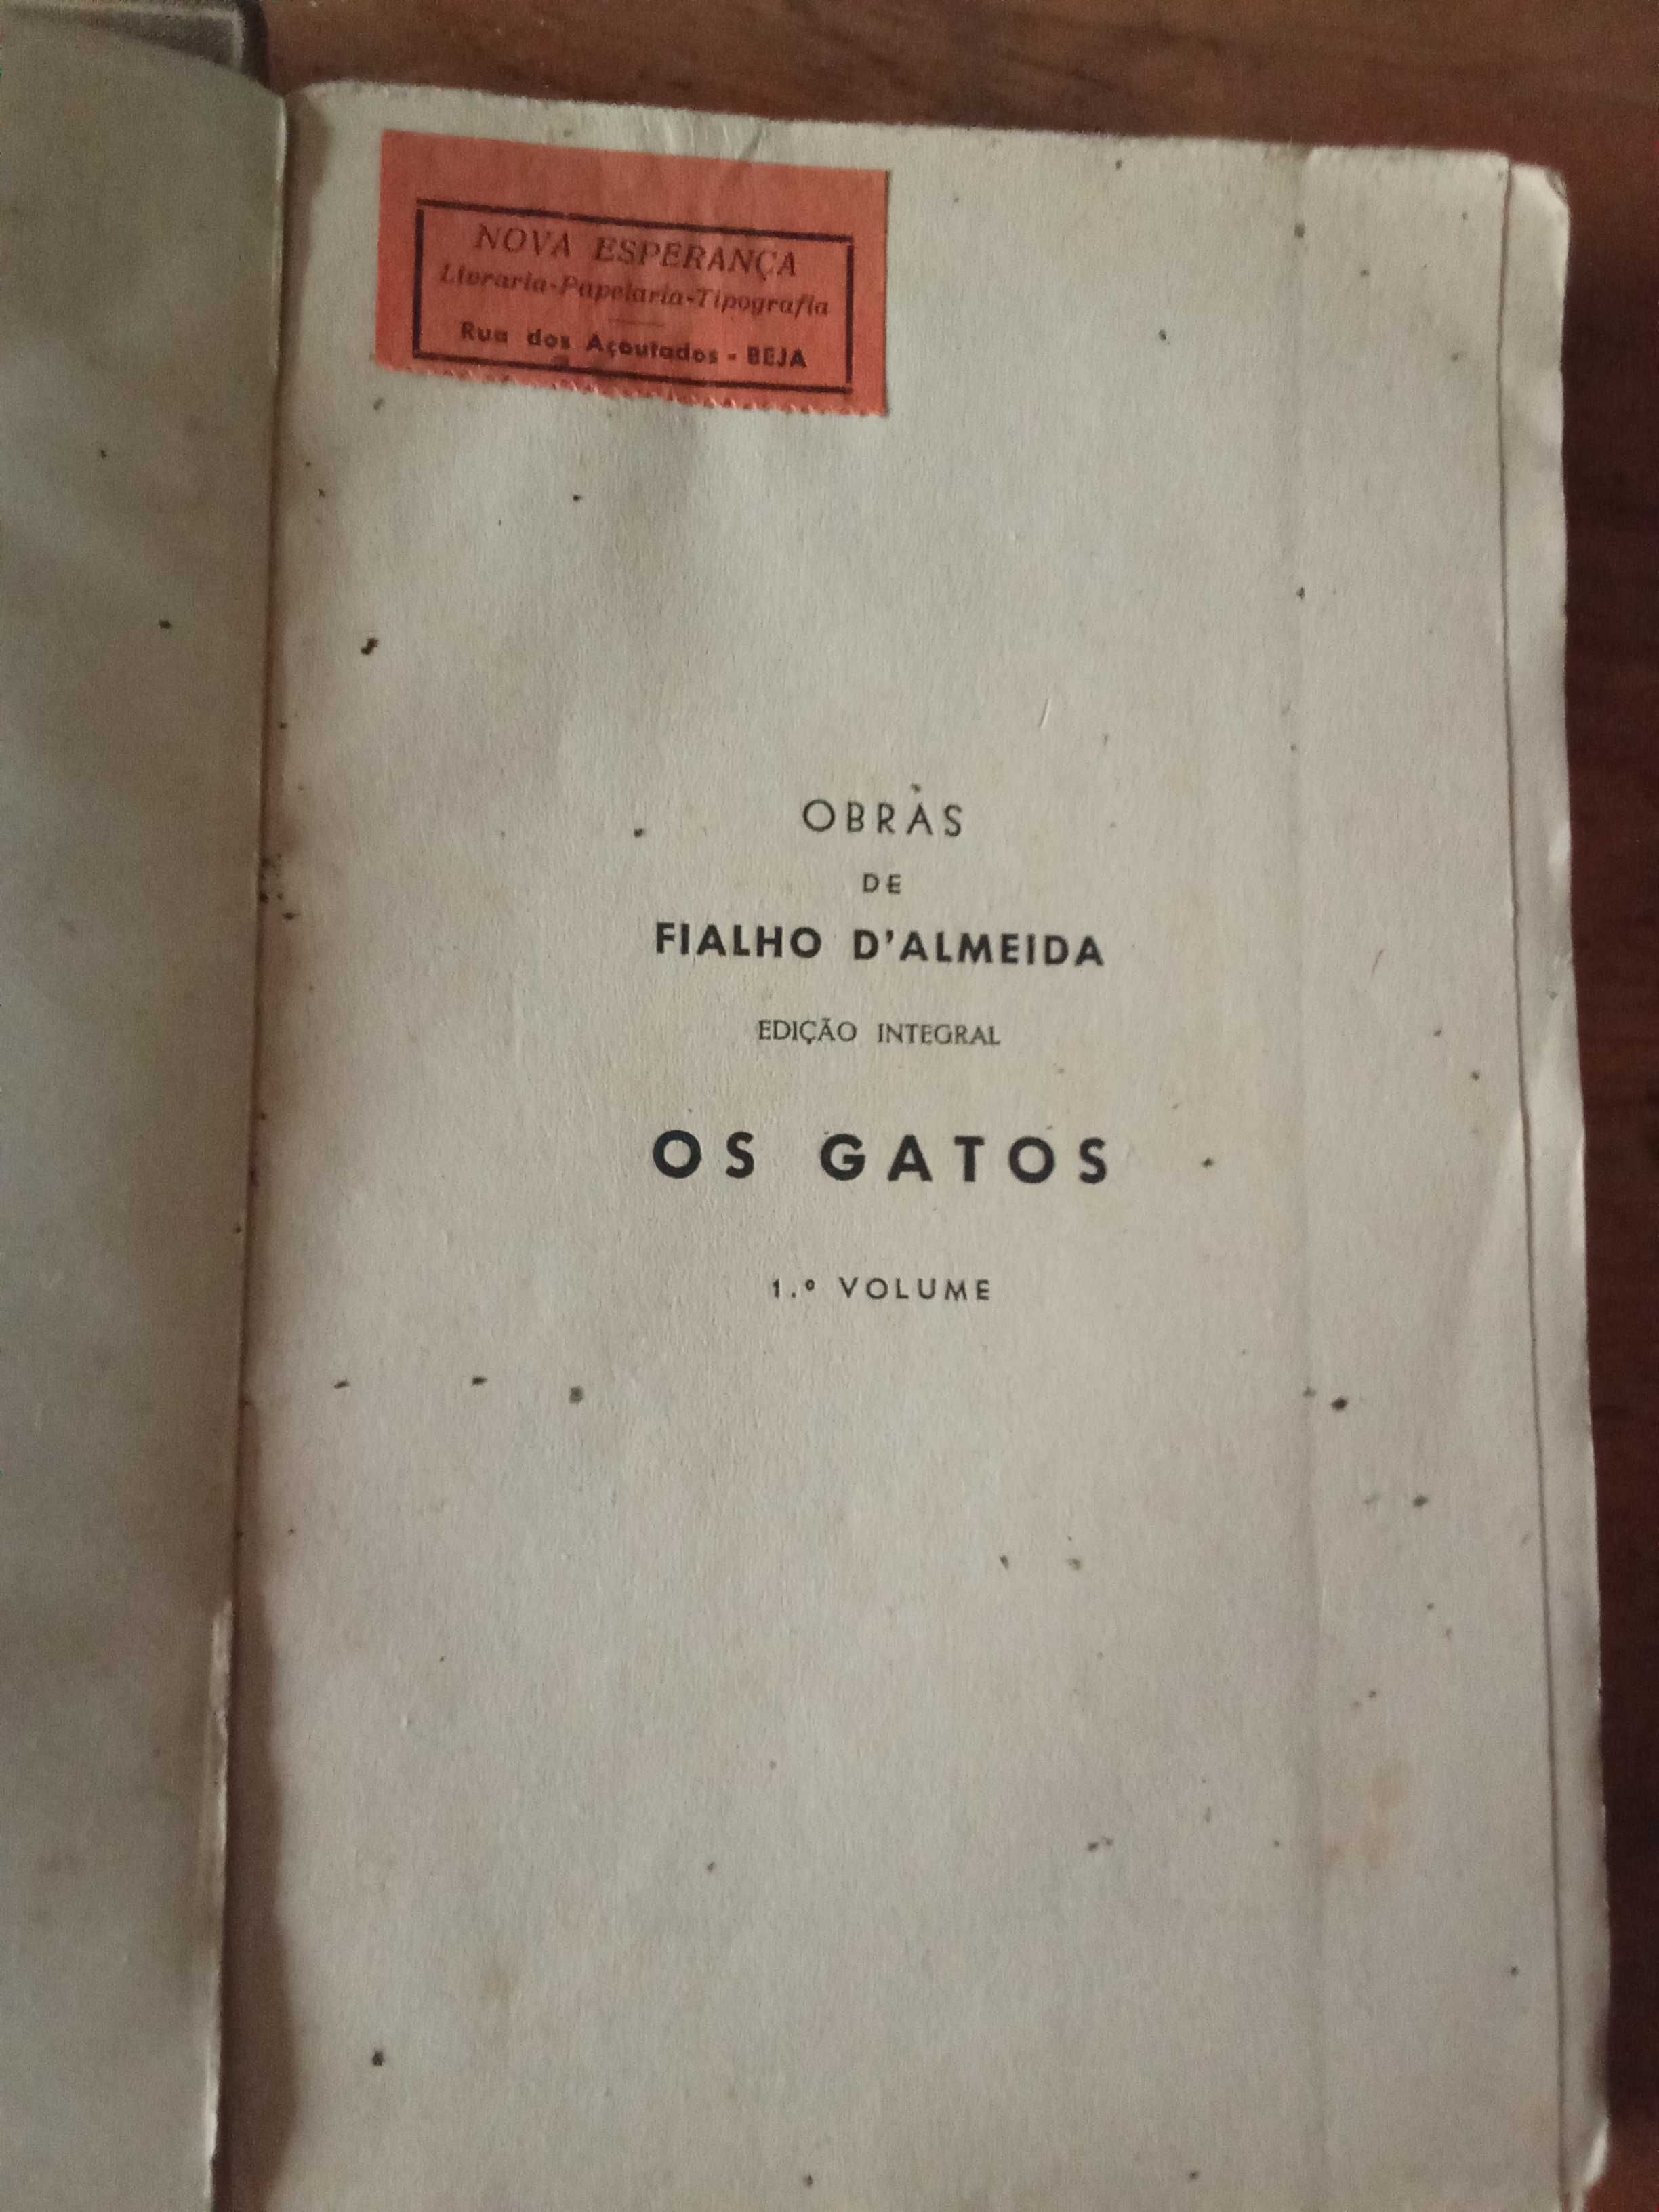 NOVA ESPERANÇA
Livraria-Papelaria-Tipografia
Rua dos Açoutados - BEJA
OBRAS
DE
FIALHO D'ALMEIDA
EDIÇÃO INTEGRAL
OS GATOS
1.º VOLUME